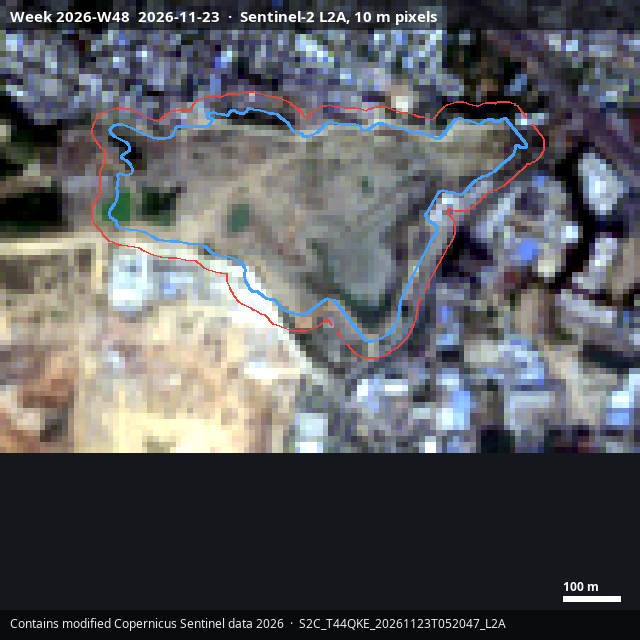 Week 2026-W48 2026-11-23 · Sentinel-2 L2A, 10 m pixels
100 m
Contains modified Copernicus Sentinel data 2026 · S2C_T44QKE_20261123T052047_L2A